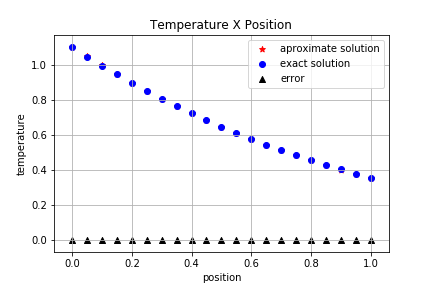 Temperature X Position
aproximate solution
exact solution
error
temperature
1.0
0.8
0.6
0.4
0.2
0.0
0.0 0.2 0.4 0.6 0.8 1.0
position